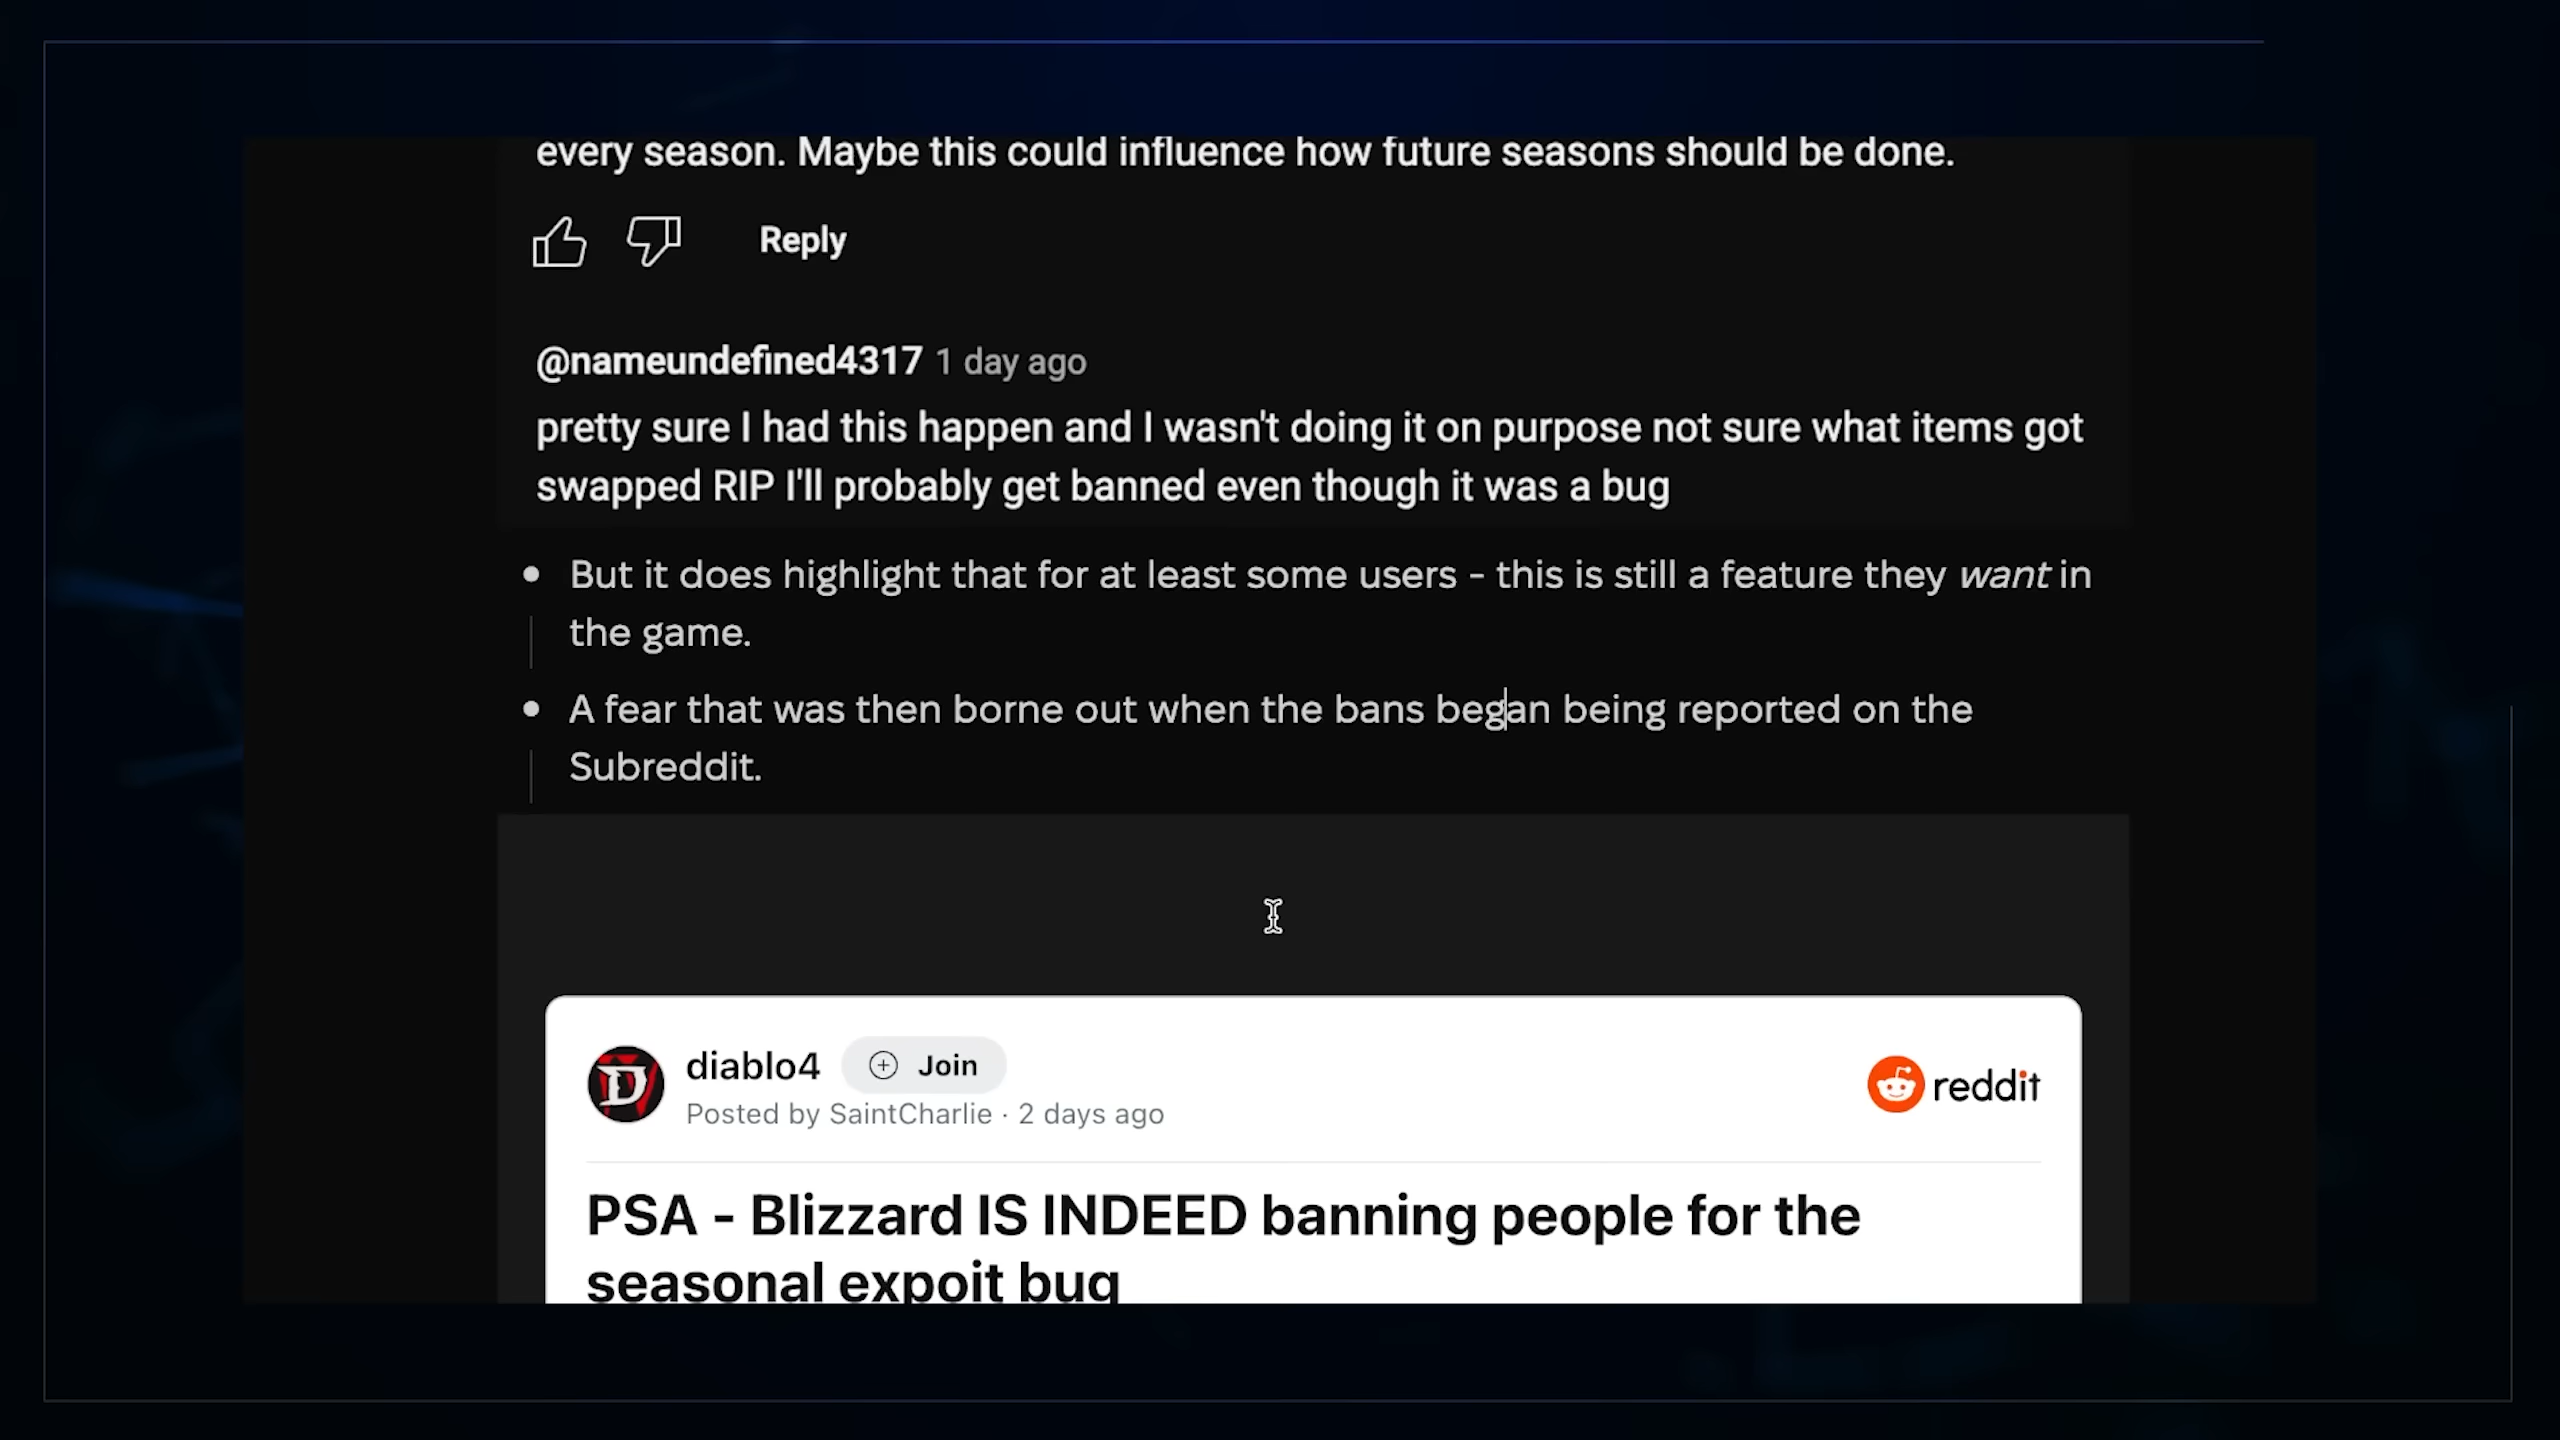 every season. Maybe this could influence how future seasons should be done.
Reply
@nameundefined4317 1 day ago
pretty sure I had this happen and I wasn't doing it on purpose not sure what items got
swapped RIP I'll probably get banned even though it was a bug
• But it does highlight that for at least some users - this is still a feature they want in
the game.
• A fear that was then borne out when the bans began being reported on the
Subreddit.
diablo4 Join
reddit
Posted by SaintCharlie · 2 days ago
PSA - Blizzard IS INDEED banning people for the
seasonal expoit bug